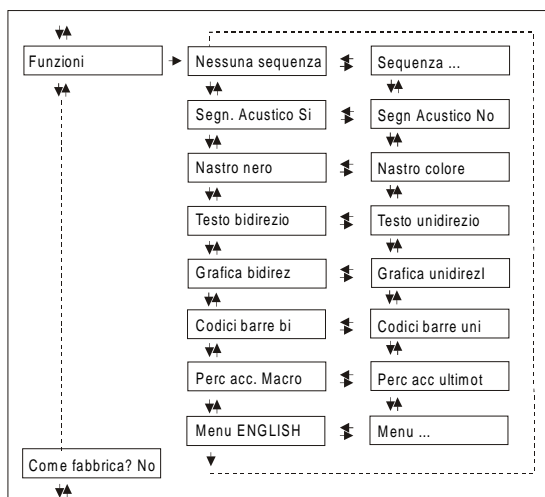 Funzioni
Nessuna sequenza
Sequenza ...
Segn. Acustico Si
Segn Acustico No
Nastro nero
Nastro colore
Testo bidirezio
Testo unidirezio
Grafica bidirez
Grafica unidirezI
Codici barre bi
Codici barre uni
Perc acc. Macro
Perc acc ultimot
Menu ENGLISH
Menu ...
Come fabbrica? No